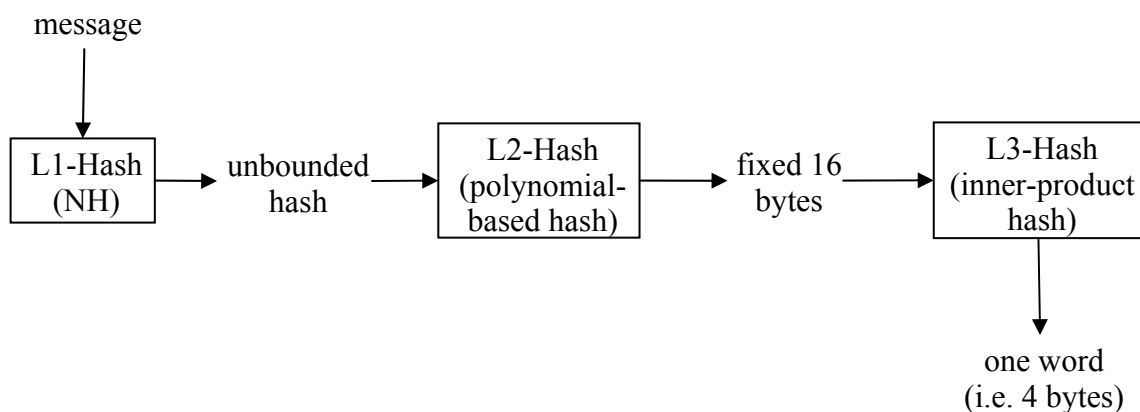 message
L1-Hash
(NH)
unbounded
hash
L2-Hash
(polynomial-
based hash)
fixed 16
bytes
L3-Hash
(inner-product
hash)
one word
(i.e. 4 bytes)